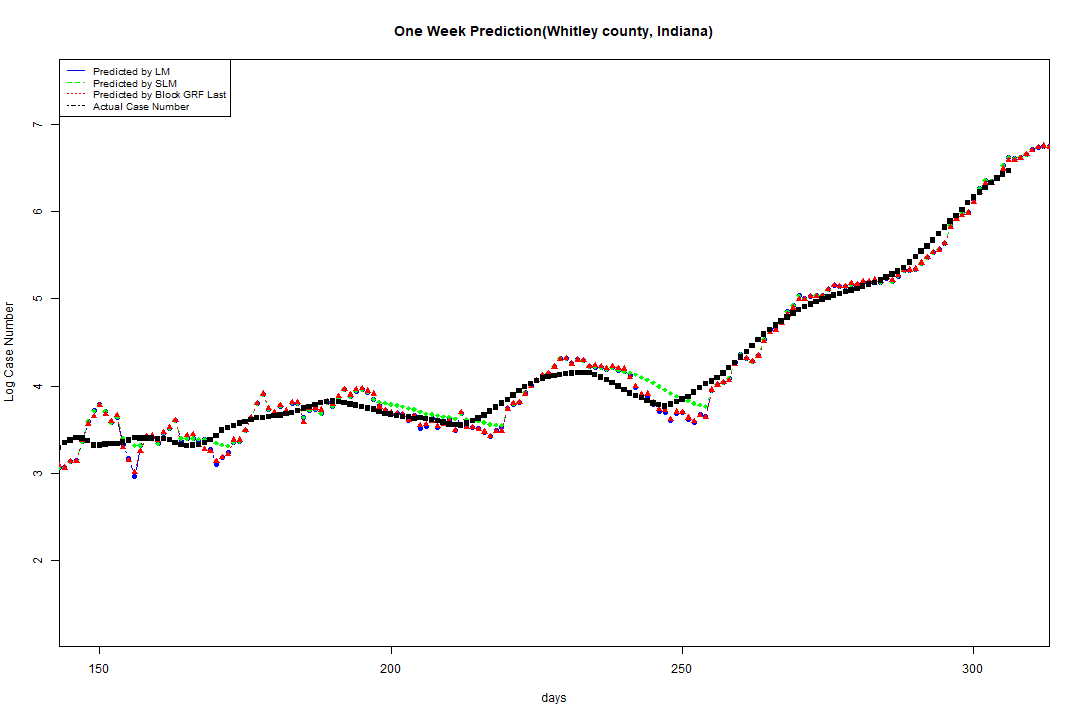 One Week Prediction(Whitley county, Indiana)
Predicted by LM
Predicted by SLM
Predicted by Block GRF Last
Actual Case Number
7
6
5
4
3
2
Log Case Number
150 200 250 300
days